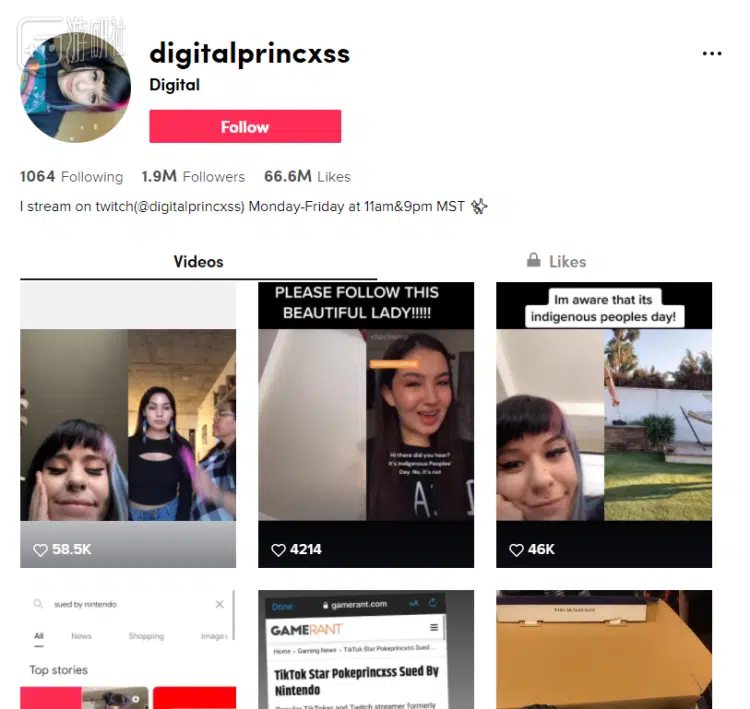 游研社
digitalprincxss
Digital
Follow
1064 Following 1.9M Followers 66.6M Likes
I stream on twitch(@digitalprincxss) Monday-Friday at 11am&9pm MST
Videos
Likes
PLEASE FOLLOW THIS
BEAUTIFUL LADY!!!!!
clipchamp
Hi there did you hear?
It's Indigenous Peoples'
Day. No, it's not
A. D
Im aware that its
indigenous peoples day!
58.5K
4214
46K
sued by nintendo
All News Shopping Images
Top stories
Done gamerant.com AA
GAMERANT
Home > Gaming News > TikTok Star Pokeprincxss Sued ...
TikTok Star Pokeprincxss Sued By
Nintendo
Popular TikToker and Twitch streamer formerly